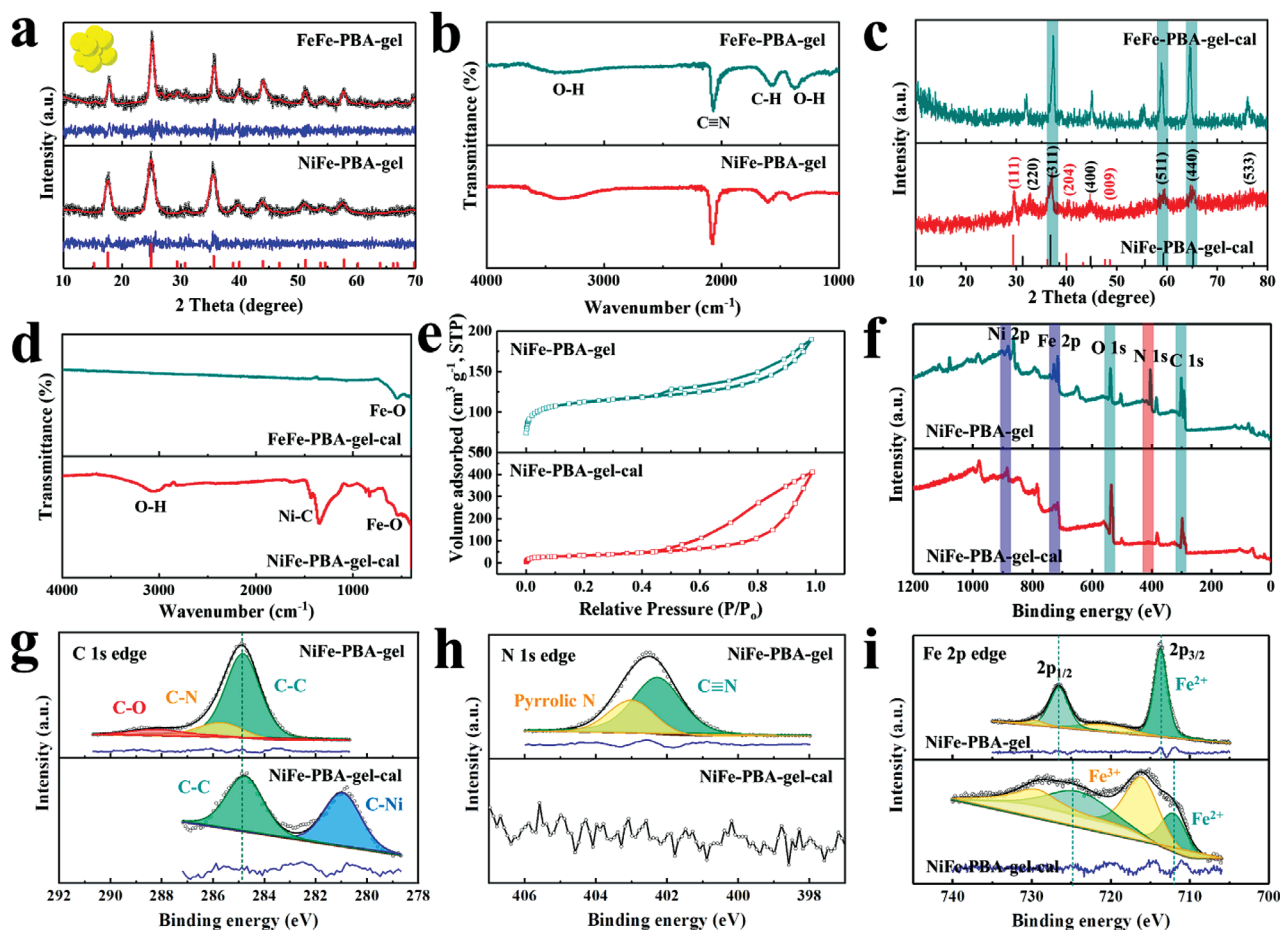 a
FeFe-PBA-gel
NiFe-PBA-gel
Intensity (a.u.)
10 20 30 40 50 60 70
2 Theta (degree)
b
FeFe-PBA-gel
O-H
C≡N
C-H
O-H
NiFe-PBA-gel
Transmittance (%)
4000 3000 2000 1000
Wavenumber (cm⁻¹)
c
FeFe-PBA-gel-cal
10 20 30 40 50 60 70 80
(111)
(220)
(311)
(204)
(400)
(009)
(511)
(440)
(533)
NiFe-PBA-gel-cal
Intensity (a.u.)
10 19 30 40 50 60 70 80
2 Theta (degree)
d
Fe-O
FeFe-PBA-gel-cal
O-H
Ni-C
Fe-O
NiFe-PBA-gel-cal
Transmittance (%)
4000 3000 2000 1000
Wavenumber (cm⁻¹)
e
NiFe-PBA-gel
200
150
100
NiFe-PBA-gel-cal
400
300
200
100
0
Volume adsorbed (cm³ g⁻¹, STP)
0.0 0.2 0.4 0.6 0.8 1.0
Relative Pressure (P/Pₒ)
f
Ni 2p
Fe 2p
O 1s
N 1s
C 1s
NiFe-PBA-gel
NiFe-PBA-gel-cal
Intensity (a.u.)
1200 1000 800 600 400 200 0
Binding energy (eV)
g
C 1s edge
NiFe-PBA-gel
C-O
C-N
C-C
NiFe-PBA-gel-cal
C-C
C-Ni
Intensity (a.u.)
292 290 288 286 284 282 280 278
Binding energy (eV)
h
N 1s edge
NiFe-PBA-gel
Pyrrolic N
C≡N
NiFe-PBA-gel-cal
Intensity (a.u.)
406 404 402 400 398
Binding energy (eV)
i
Fe 2p edge
2p₁/₂
2p₃/₂
Fe²⁺
NiFe-PBA-gel
Fe³⁺
Fe²⁺
NiFe-PBA-gel-cal
Intensity (a.u.)
740 730 720 710 700
Binding energy (eV)